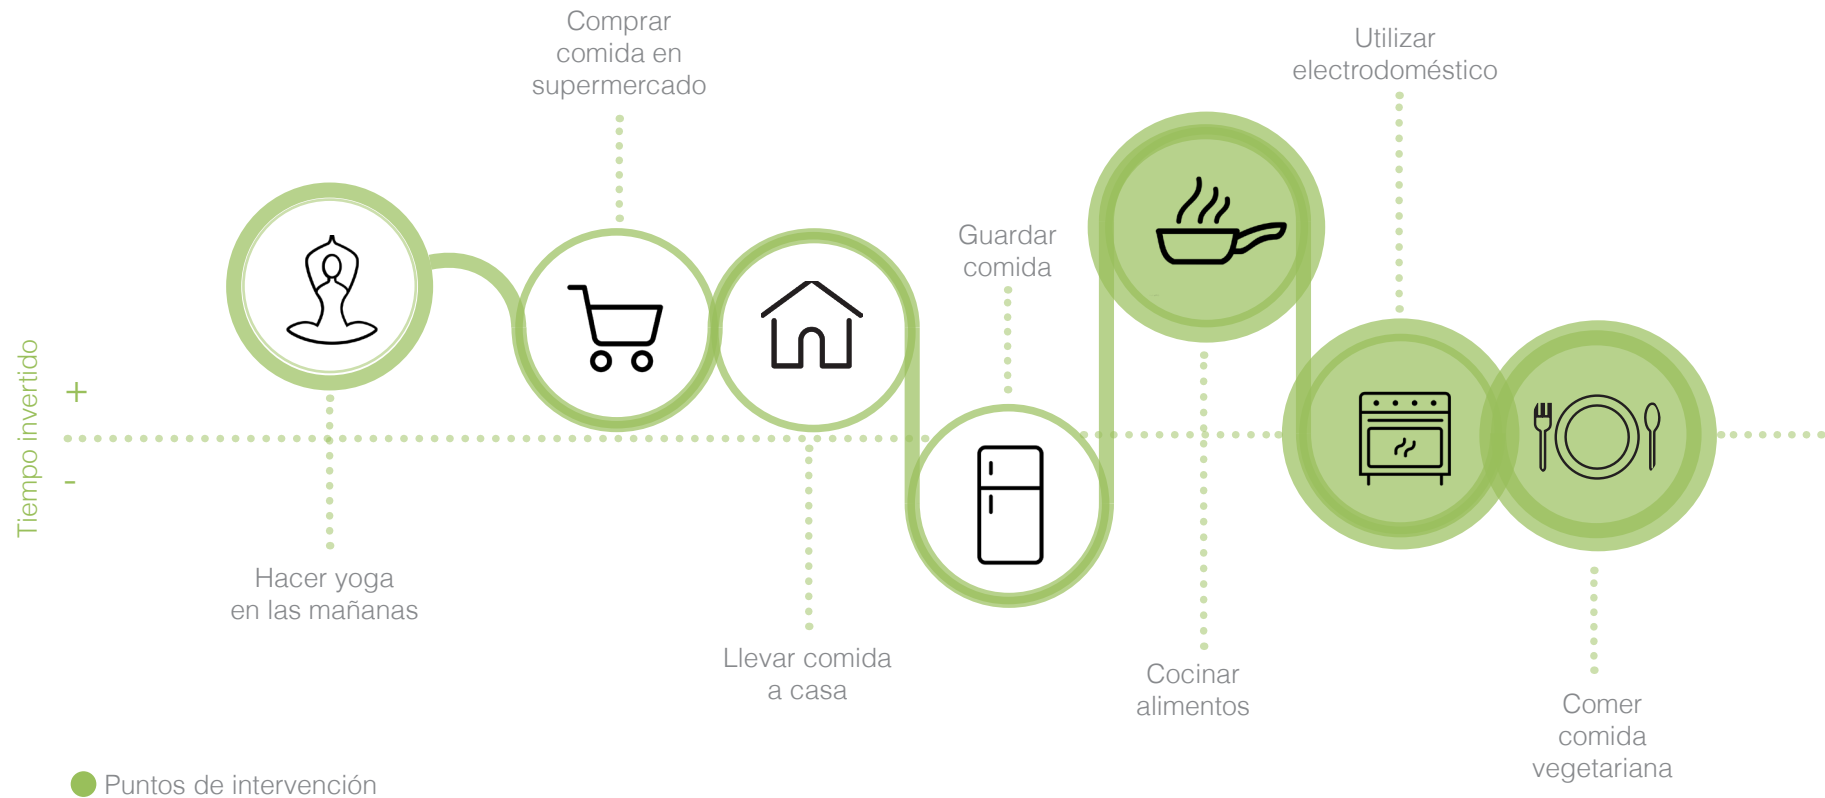 Comprar
comida en
supermercado
Utilizar
electrodoméstico
Guardar
comida
Tiempo invertido
+
-
Hacer yoga
en las mañanas
Llevar comida
a casa
Cocinar
alimentos
Comer
comida
vegetariana
Puntos de intervención